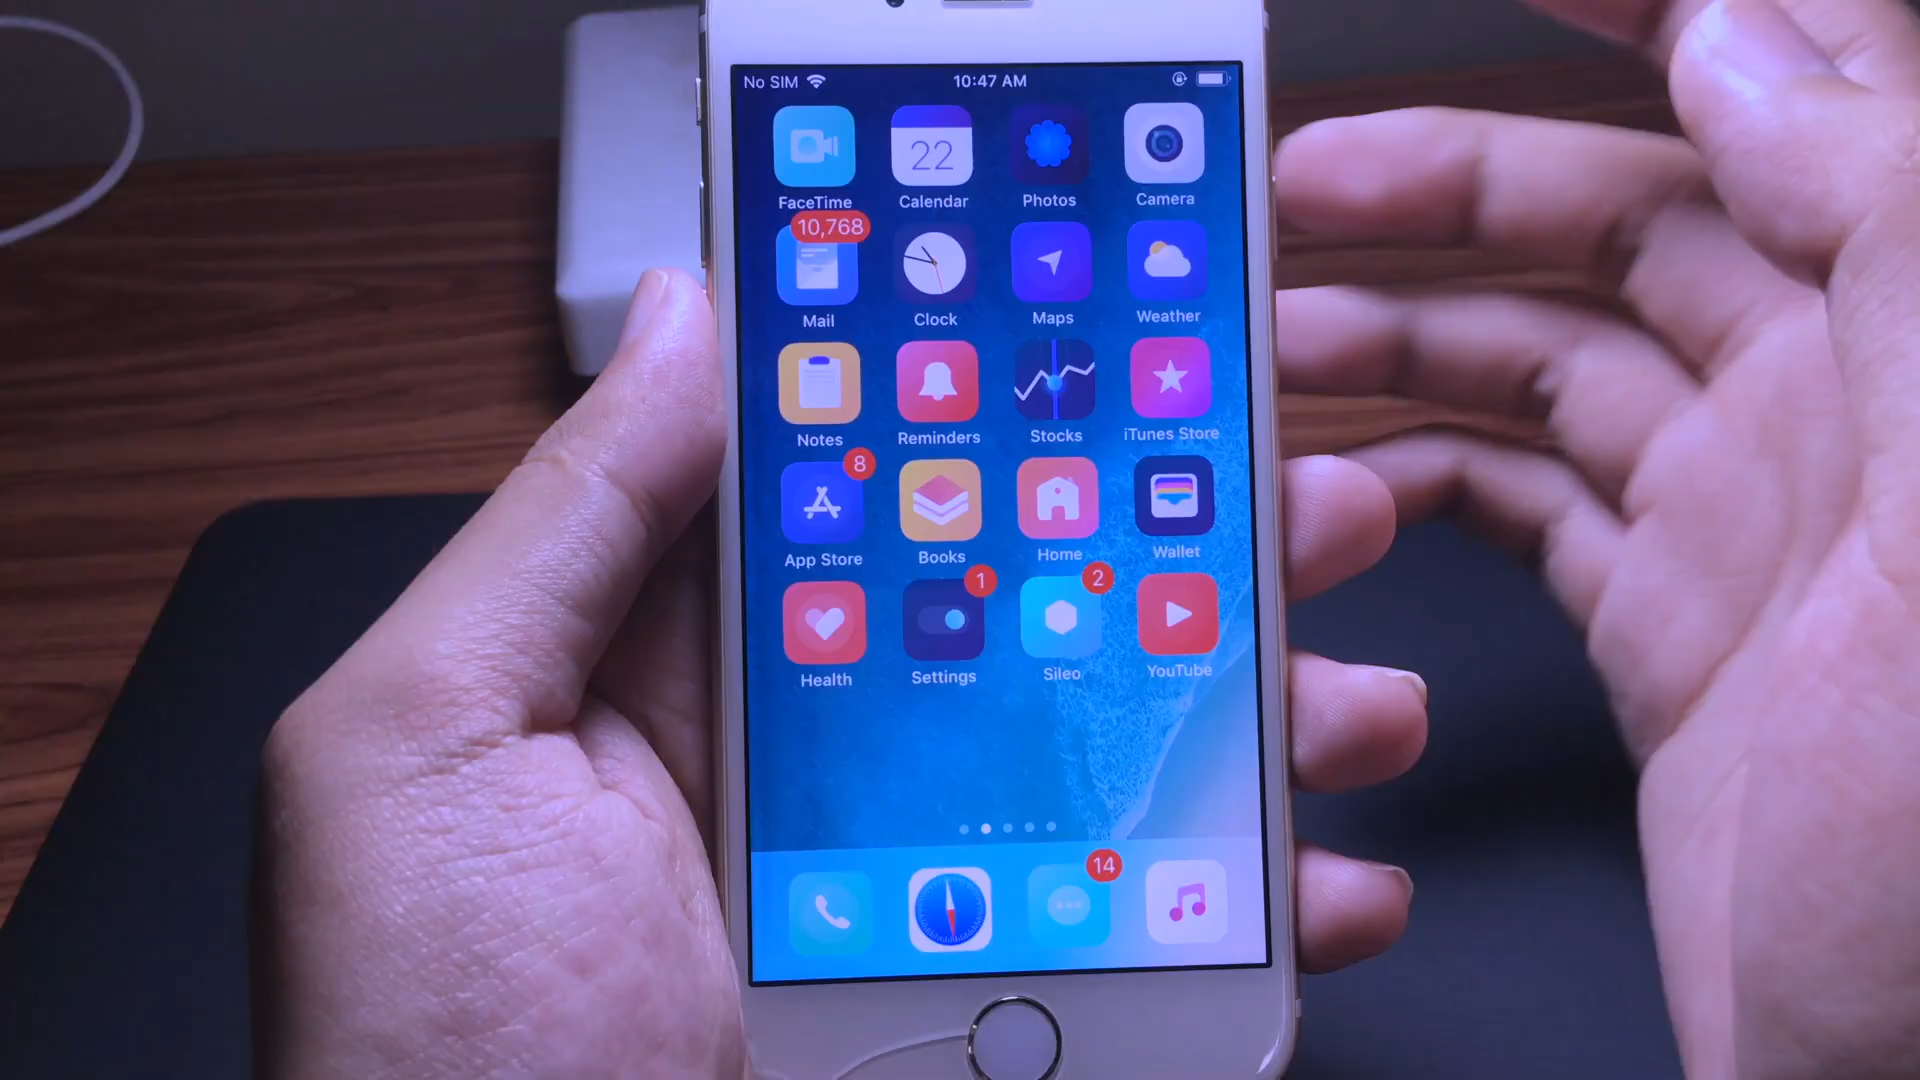 No SIM 10:47 AM
FaceTime Calendar Photos Camera
22
10,768
Mail Clock Maps Weather
Notes Reminders Stocks iTunes Store
8
App Store Books Home Wallet
1 2
Health Settings Sileo YouTube
14